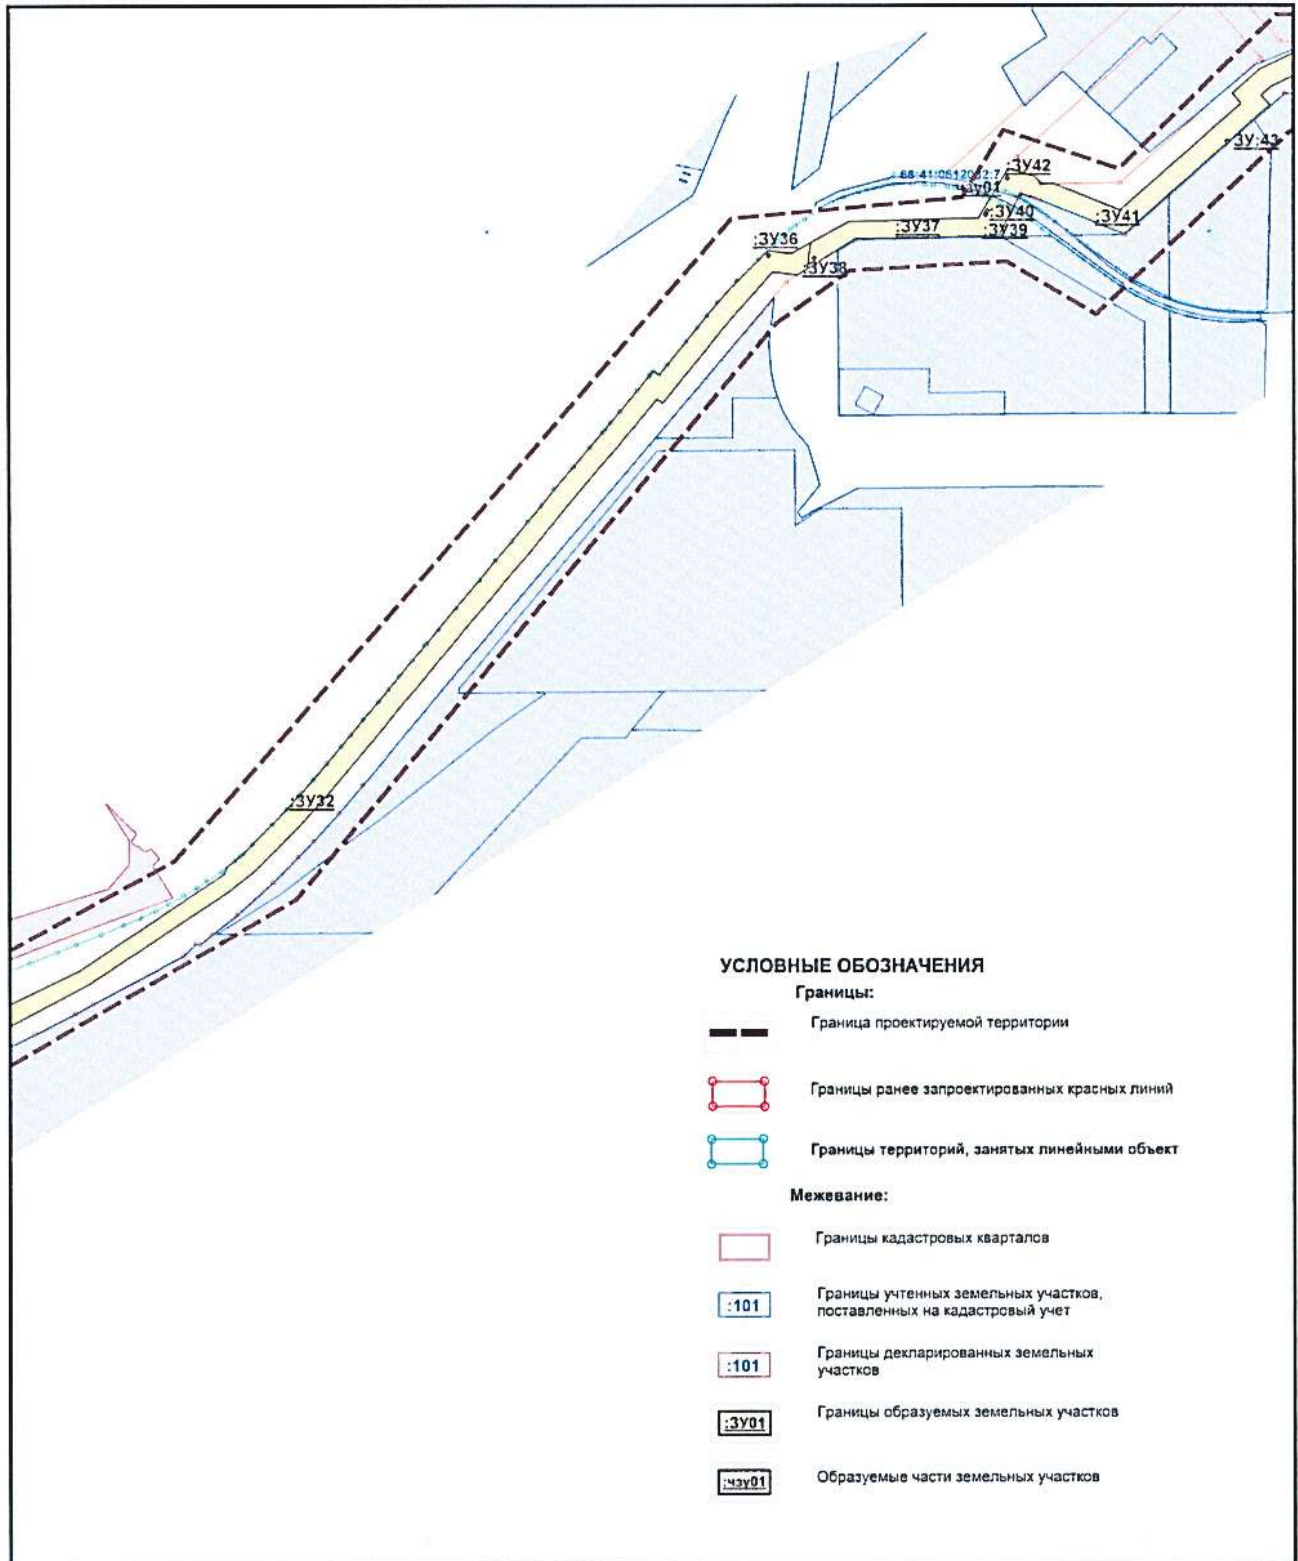 :ЗУ42
:ЗУ:43
:чзу01
:ЗУ40
:ЗУ41
:ЗУ37
:ЗУ39
:ЗУ36
:ЗУ38
:ЗУ32
УСЛОВНЫЕ ОБОЗНАЧЕНИЯ
Границы:
Граница проектируемой территории
Границы ранее запроектированных красных линий
Границы территорий, занятых линейными объект
Межевание:
Границы кадастровых кварталов
:101
Границы учтенных земельных участков,
поставленных на кадастровый учет
:101
Границы декларированных земельных
участков
:ЗУ01
Границы образуемых земельных участков
:чзу01
Образуемые части земельных участков